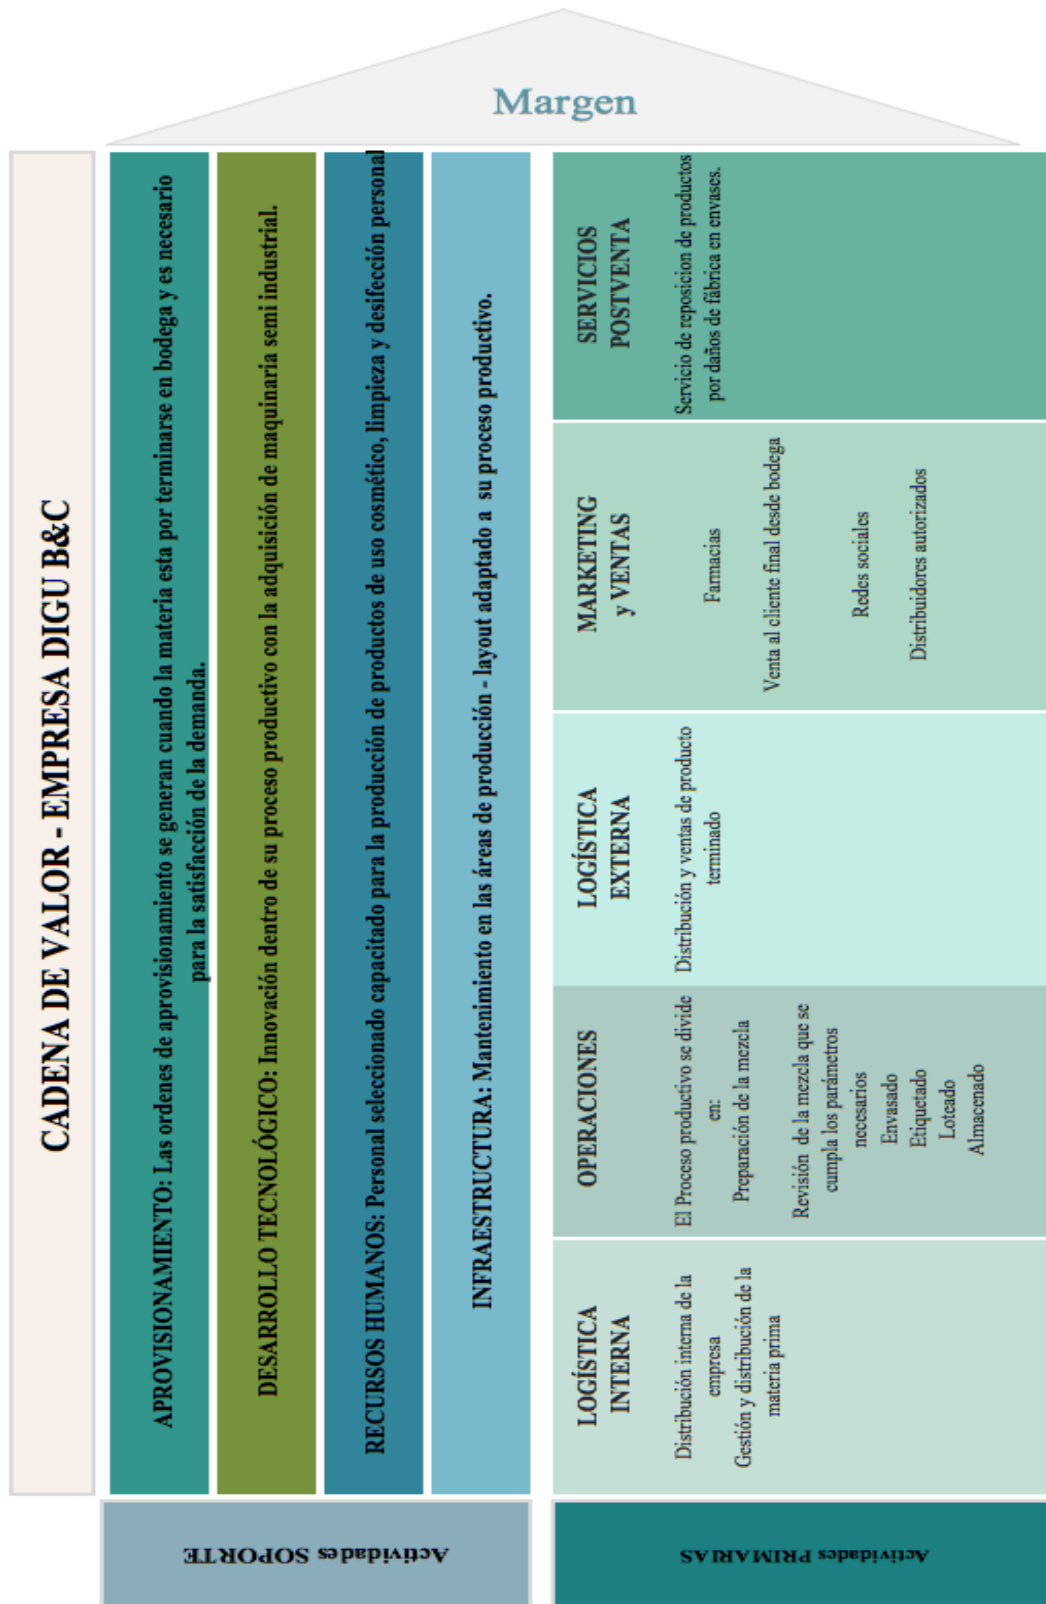 CADENA DE VALOR - EMPRESA DIGU B&C
Actividades SOPORTE
APROVISIONAMIENTO: Las ordenes de aprovisionamiento se generan cuando la materia esta por terminarse en bodega y es necesario
para la satisfacción de la demanda.
DESARROLLO TECNOLÓGICO: Innovación dentro de su proceso productivo con la adquisición de maquinaria semi industrial.
RECURSOS HUMANOS: Personal seleccionado capacitado para la producción de productos de uso cosmético, limpieza y desifección personal
INFRAESTRUCTURA: Mantenimiento en las áreas de producción - layout adaptado a su proceso productivo.
Actividades PRIMARIAS
LOGÍSTICA
INTERNA
Distribución interna de la
empresa
Gestión y distribución de la
materia prima
OPERACIONES
El Proceso productivo se divide
en:
Preparación de la mezcla
Revisión de la mezcla que se
cumpla los parámetros
necesarios
Envasado
Etiquetado
Loteado
Almacenado
LOGÍSTICA
EXTERNA
Distribución y ventas de producto
terminado
MARKETING
y VENTAS
Farmacias
Venta al cliente final desde bodega
Redes sociales
Distribuidores autorizados
SERVICIOS
POSTVENTA
Servicio de reposicion de productos
por daños de fábrica en envases.
Margen